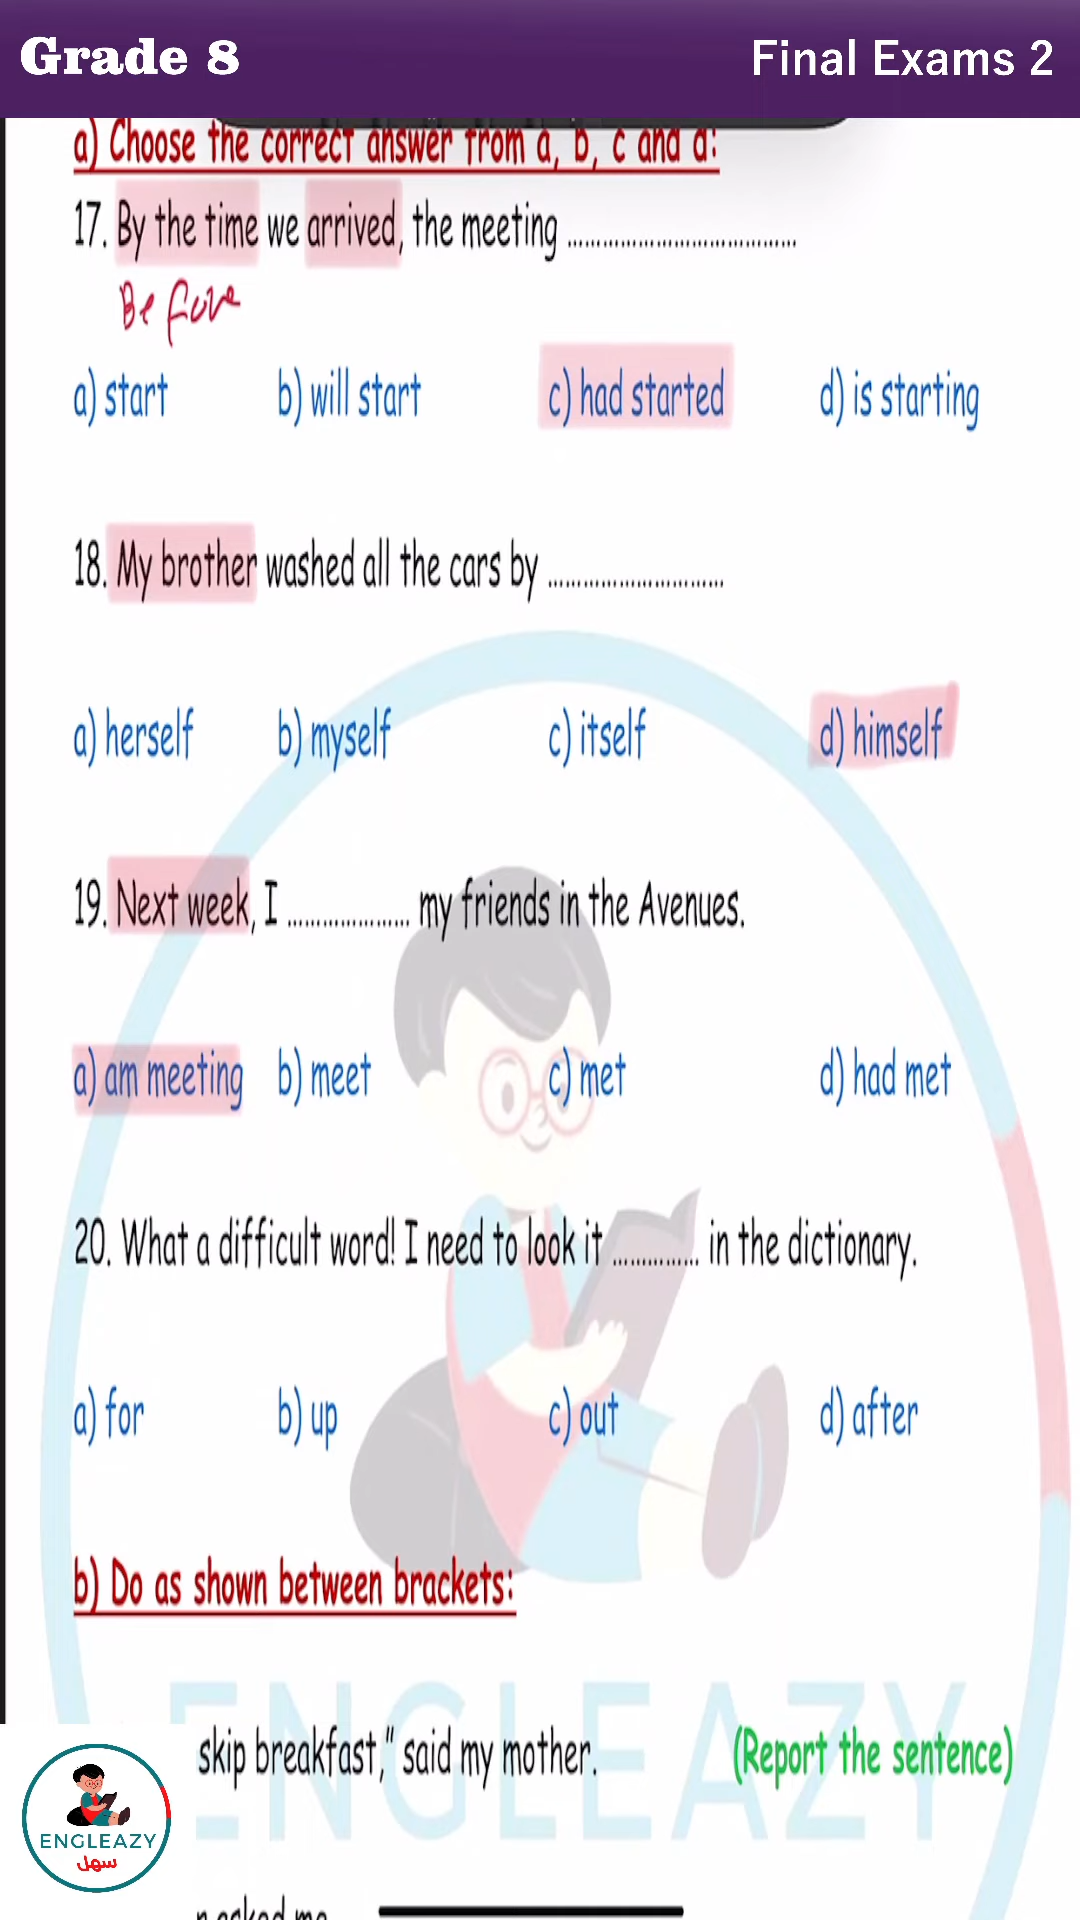 Grade 8
Final Exams 2
a) Choose the correct answer from a, b, c and d:
17. By the time we arrived, the meeting ......................................
Before
a) start b) will start c) had started d) is starting
18. My brother washed all the cars by ..............................
a) herself b) myself c) itself d) himself
19. Next week, I ..................... my friends in the Avenues.
a) am meeting b) meet c) met d) had met
20. What a difficult word! I need to look it ............... in the dictionary.
a) for b) up c) out d) after
b) Do as shown between brackets:
skip breakfast," said my mother. (Report the sentence)
ENGLEAZY
ENGLEAZY
سهل
asked me